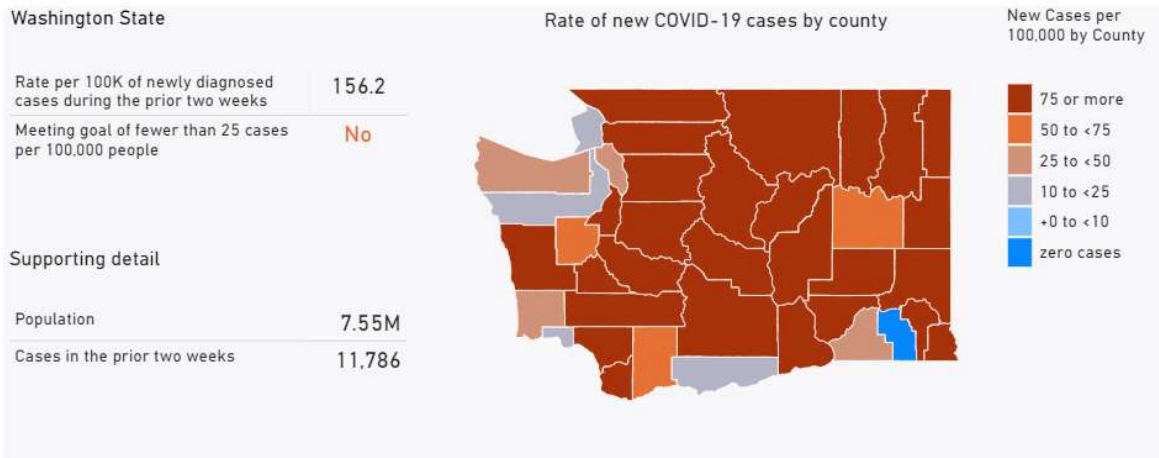 Washington State
Rate per 100K of newly diagnosed
cases during the prior two weeks
156.2
Meeting goal of fewer than 25 cases
per 100,000 people
No
Supporting detail
Population
7.55M
Cases in the prior two weeks
11,786
Rate of new COVID-19 cases by county
New Cases per
100,000 by County
75 or more
50 to <75
25 to <50
10 to <25
+0 to <10
zero cases